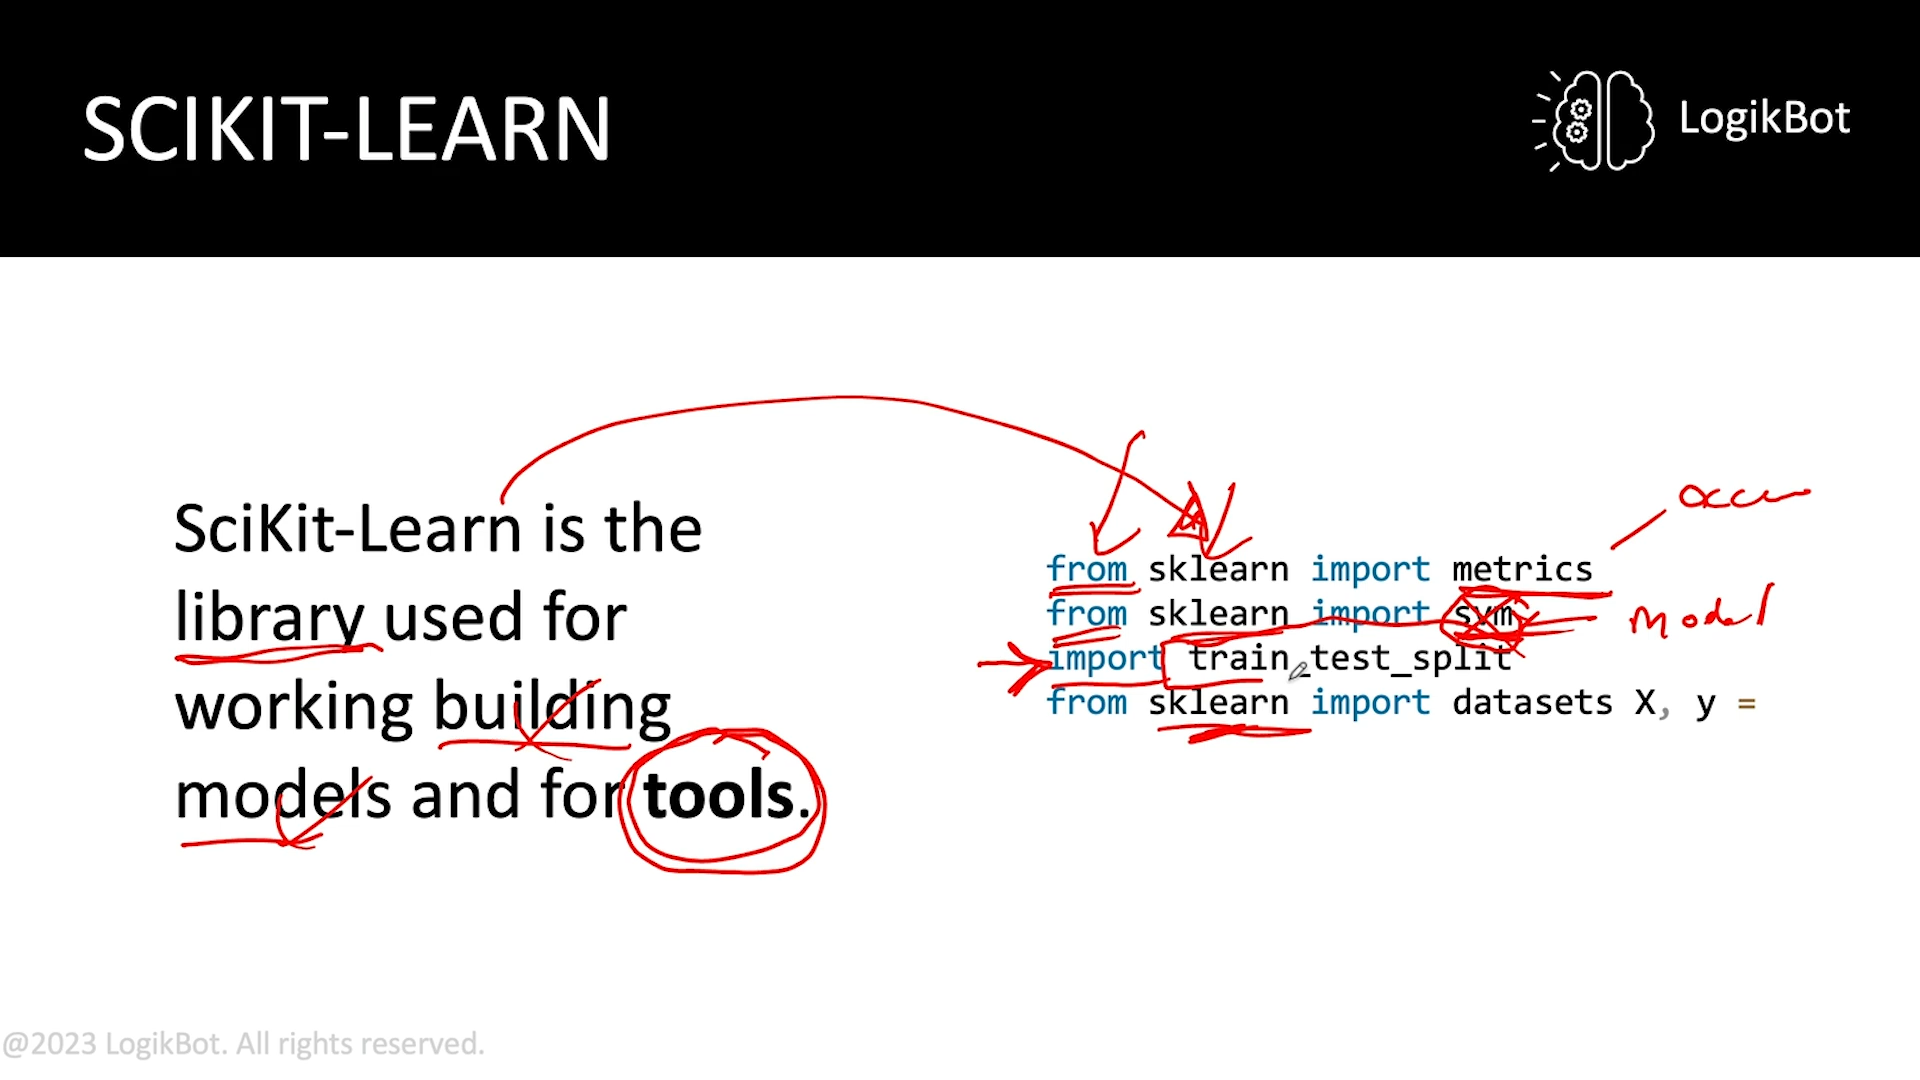 SCIKIT-LEARN
LogikBot
SciKit-Learn is the
library used for
working building
models and for tools.
from sklearn import metrics
from sklearn import svm
import train_test_split
from sklearn import datasets X, y =
model
@2023 LogikBot. All rights reserved.